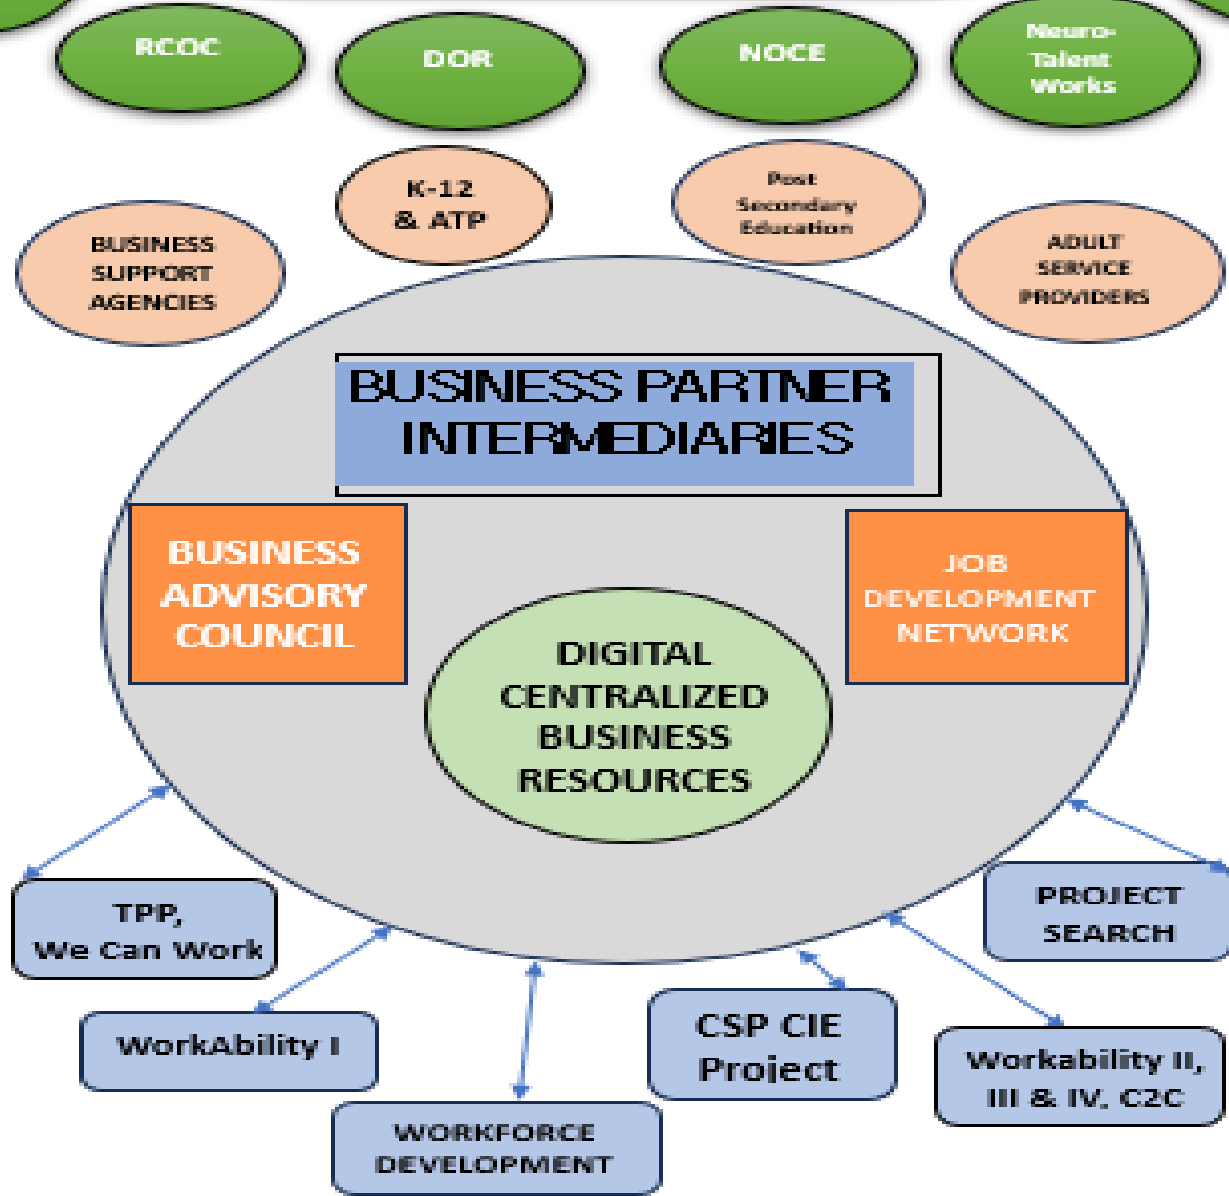 RCOC
DOR
NOCE
Neuro-
Talent
Works
K-12
& ATP
Post
Secondary
Education
BUSINESS
SUPPORT
AGENCIES
ADULT
SERVICE
PROVIDERS
BUSINESS PARTNER
INTERMEDIARIES
BUSINESS
ADVISORY
COUNCIL
JOB
DEVELOPMENT
NETWORK
DIGITAL
CENTRALIZED
BUSINESS
RESOURCES
TPP,
We Can Work
PROJECT
SEARCH
WorkAbility I
CSP CIE
Project
Workability II,
III & IV, C2C
WORKFORCE
DEVELOPMENT